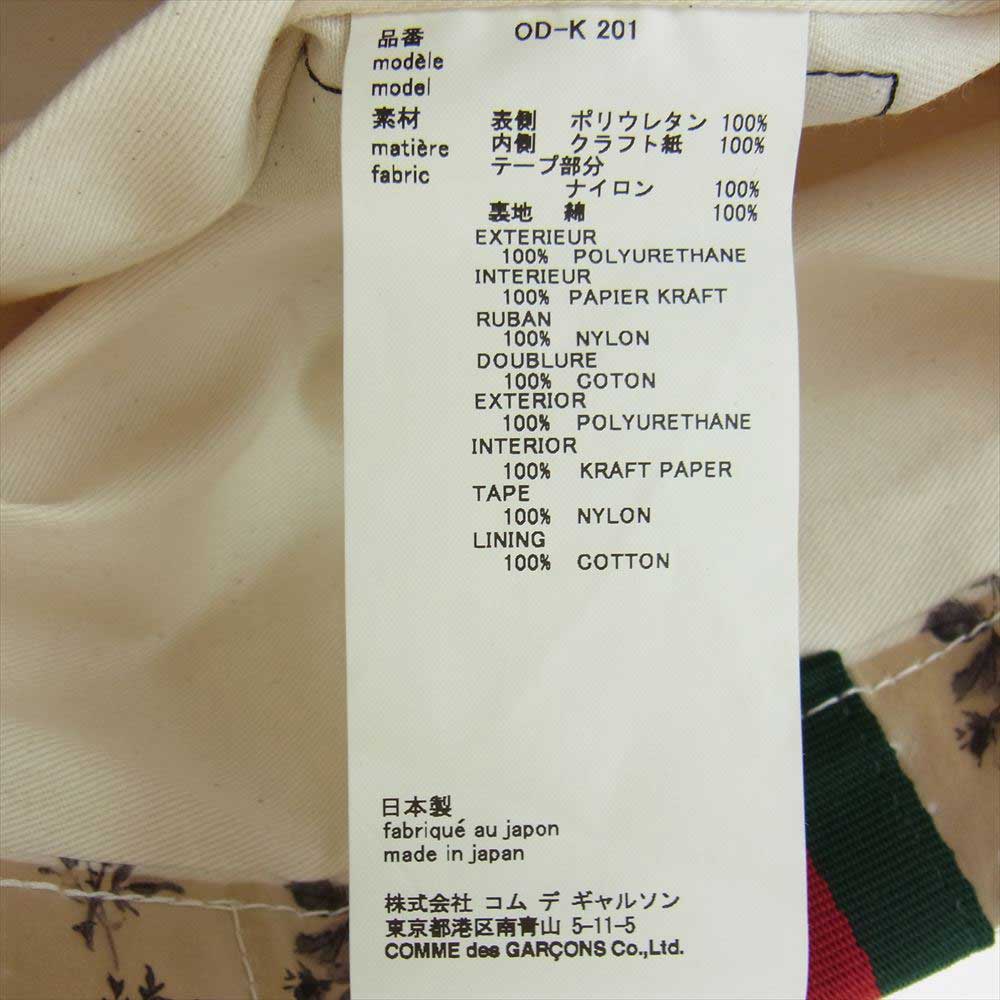 品番 OD-K 201
modèle
model
素材 表側 ポリウレタン 100%
matière 内側 クラフト紙 100%
fabric テープ部分
ナイロン 100%
裏地 綿 100%
EXTERIEUR
100% POLYURETHANE
INTERIEUR
100% PAPIER KRAFT
RUBAN
100% NYLON
DOUBLURE
100% COTON
EXTERIOR
100% POLYURETHANE
INTERIOR
100% KRAFT PAPER
TAPE
100% NYLON
LINING
100% COTTON
日本製
fabriqué au japon
made in japan
株式会社 コム デ ギャルソン
東京都港区南青山 5-11-5
COMME des GARÇONS Co.,Ltd.